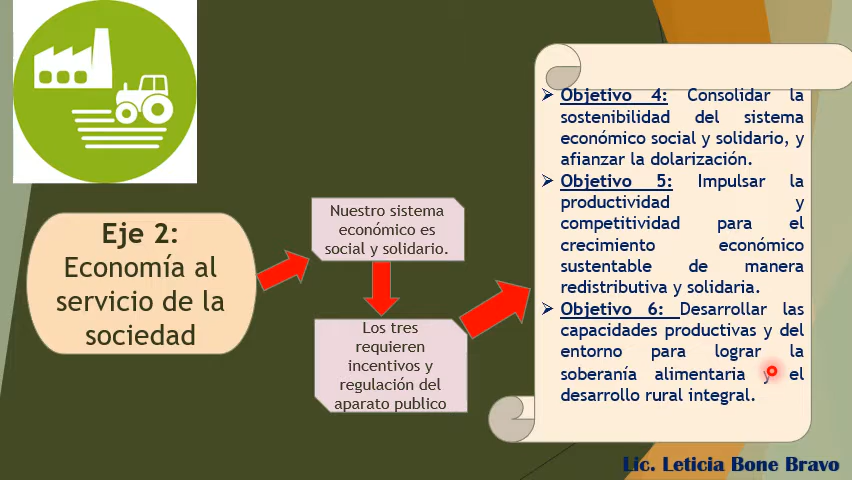 Eje 2:
Economía al
servicio de la
sociedad
Nuestro sistema
económico es
social y solidario.
Los tres
requieren
incentivos y
regulación del
aparato publico
➢ Objetivo 4: Consolidar la
sostenibilidad del sistema
económico social y solidario, y
afianzar la dolarización.
➢ Objetivo 5: Impulsar la
productividad y
competitividad para el
crecimiento económico
sustentable de manera
redistributiva y solidaria.
➢ Objetivo 6: Desarrollar las
capacidades productivas y del
entorno para lograr la
soberanía alimentaria y el
desarrollo rural integral.
Lic. Leticia Bone Bravo